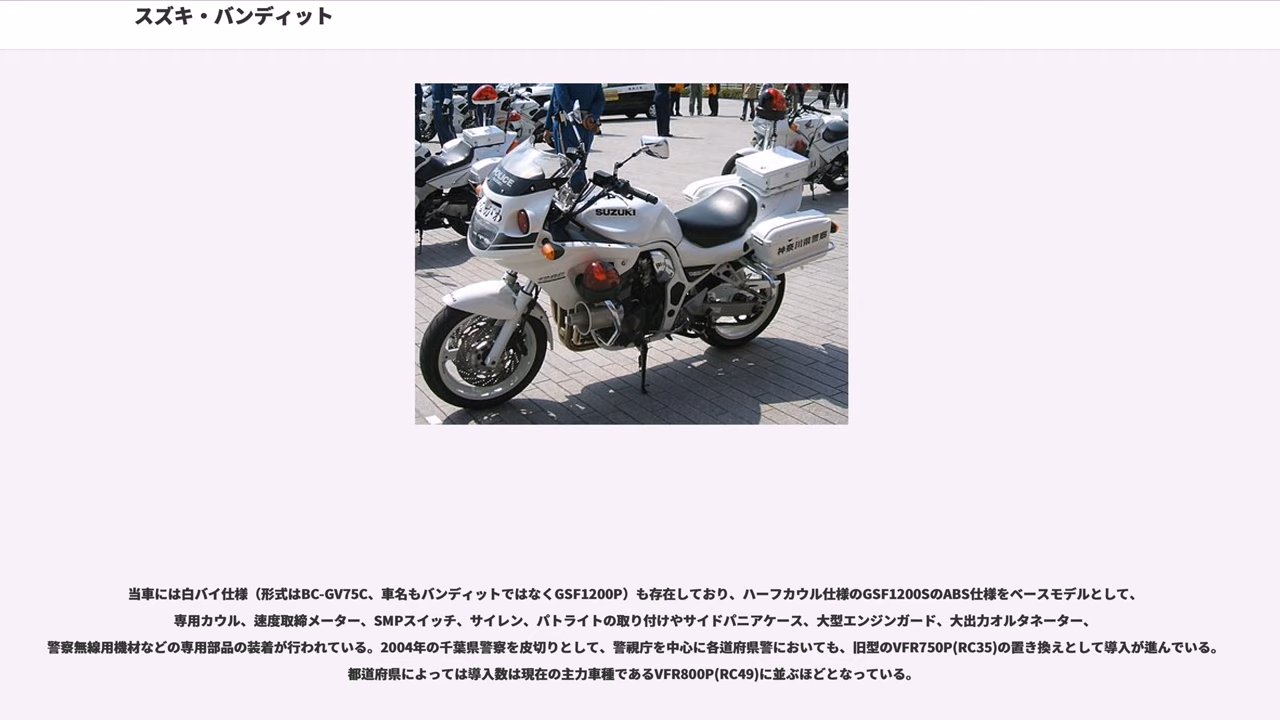 スズキ・バンディット
POLICE
SUZUKI
神奈川県警察
当車には白バイ仕様（形式はBC-GV75C、車名もバンディットではなくGSF1200P）も存在しており、ハーフカウル仕様のGSF1200SのABS仕様をベースモデルとして、
専用カウル、速度取締メーター、SMPスイッチ、サイレン、パトライトの取り付けやサイドパニアケース、大型エンジンガード、大出力オルタネーター、
警察無線用機材などの専用部品の装着が行われている。2004年の千葉県警察を皮切りとして、警視庁を中心に各道府県警においても、旧型のVFR750P(RC35)の置き換えとして導入が進んでいる。
都道府県によっては導入数は現在の主力車種であるVFR800P(RC49)に並ぶほどとなっている。